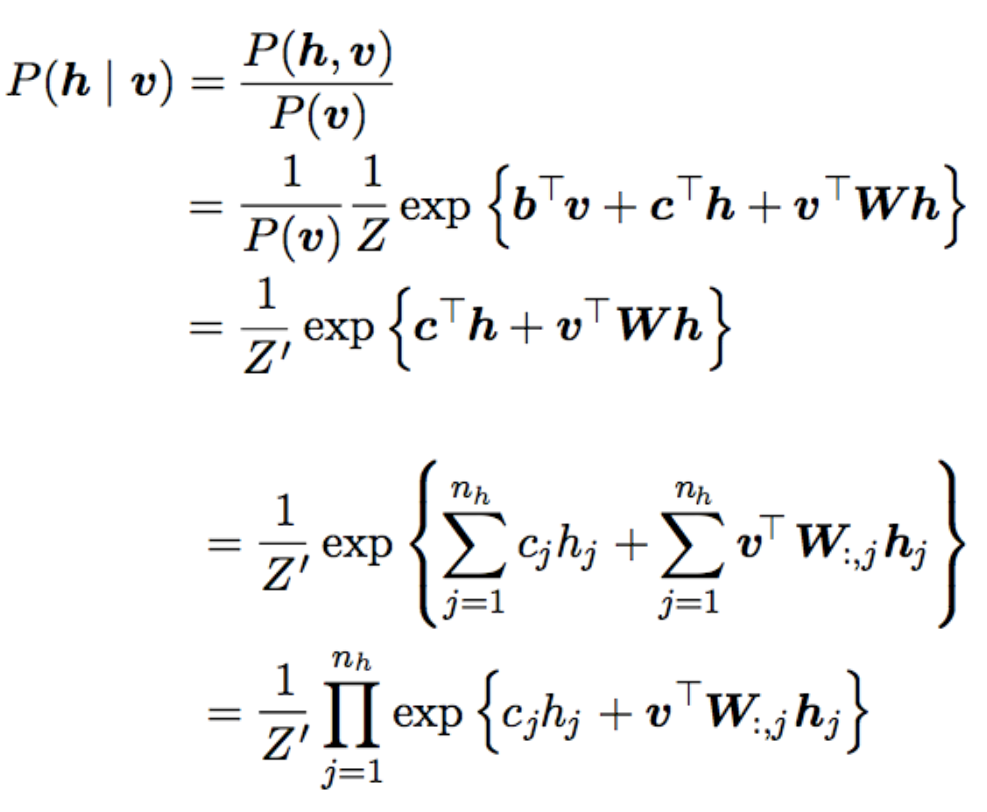 P(h | v) = P(h, v) / P(v)
= 1/P(v) 1/Z exp {b⊤v + c⊤h + v⊤Wh}
= 1/Z′ exp {c⊤h + v⊤Wh}
= 1/Z′ exp {∑_{j=1}^{n_h} c_j h_j + ∑_{j=1}^{n_h} v⊤ W_{:,j} h_j}
= 1/Z′ ∏_{j=1}^{n_h} exp {c_j h_j + v⊤ W_{:,j} h_j}